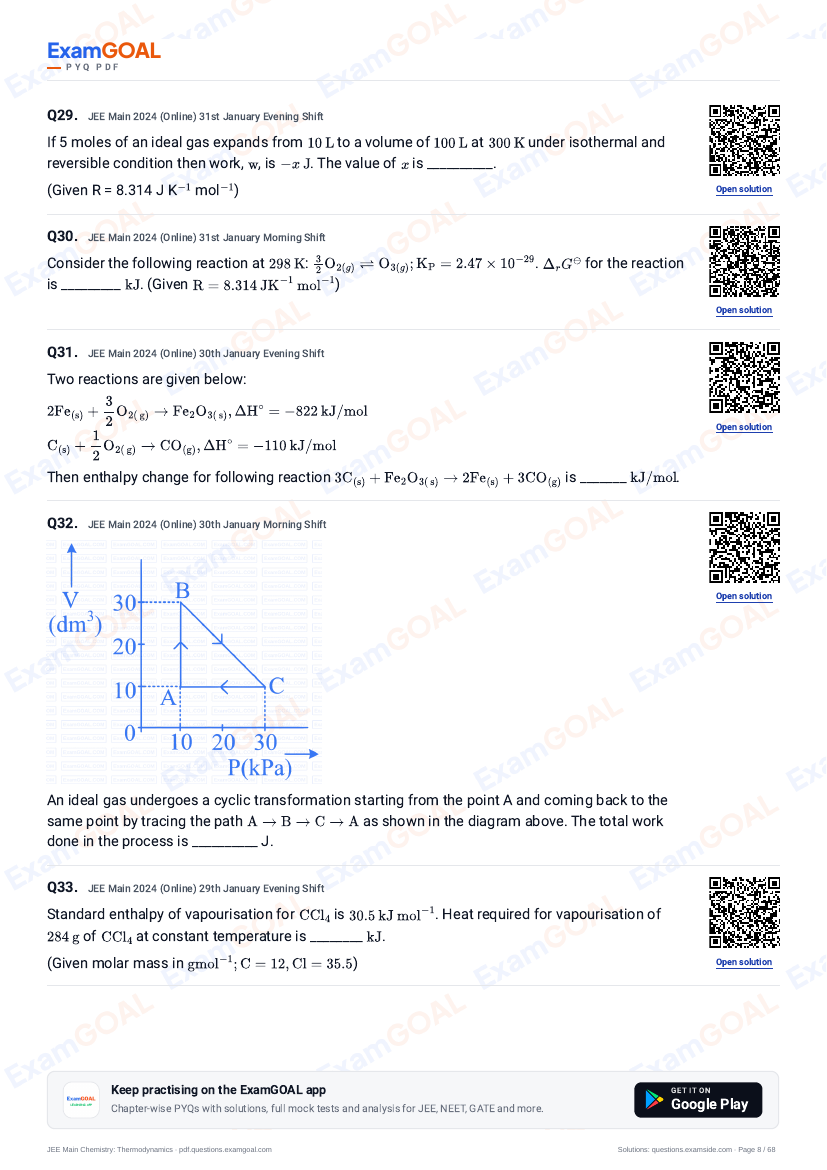 ExamGOAL
PYQ PDF
Q29. JEE Main 2024 (Online) 31st January Evening Shift
If 5 moles of an ideal gas expands from 10 L to a volume of 100 L at 300 K under isothermal and
reversible condition then work, w, is −x J. The value of x is __________.
(Given R = 8.314 J K⁻¹ mol⁻¹)
Open solution
Q30. JEE Main 2024 (Online) 31st January Morning Shift
Consider the following reaction at 298 K: 3/2 O₂(g) ⇌ O₃(g); K_P = 2.47 × 10⁻²⁹. Δ_rG^⊖ for the reaction
is _________ kJ. (Given R = 8.314 JK⁻¹ mol⁻¹)
Open solution
Q31. JEE Main 2024 (Online) 30th January Evening Shift
Two reactions are given below:
2Fe(s) + 3/2 O₂(g) → Fe₂O₃(s), ΔH° = −822 kJ/mol
C(s) + 1/2 O₂(g) → CO(g), ΔH° = −110 kJ/mol
Then enthalpy change for following reaction 3C(s) + Fe₂O₃(s) → 2Fe(s) + 3CO(g) is _______ kJ/mol.
Open solution
Q32. JEE Main 2024 (Online) 30th January Morning Shift
V
(dm³)
30
20
10
0
B
A
C
10 20 30
P(kPa)
Open solution
An ideal gas undergoes a cyclic transformation starting from the point A and coming back to the
same point by tracing the path A → B → C → A as shown in the diagram above. The total work
done in the process is __________ J.
Q33. JEE Main 2024 (Online) 29th January Evening Shift
Standard enthalpy of vapourisation for CCl₄ is 30.5 kJ mol⁻¹. Heat required for vapourisation of
284 g of CCl₄ at constant temperature is ________ kJ.
(Given molar mass in gmol⁻¹; C = 12, Cl = 35.5)
Open solution
ExamGOAL
Keep practising on the ExamGOAL app
Chapter-wise PYQs with solutions, full mock tests and analysis for JEE, NEET, GATE and more.
GET IT ON
Google Play
JEE Main Chemistry: Thermodynamics · pdf.questions.examgoal.com
Solutions: questions.examside.com · Page 8 / 68